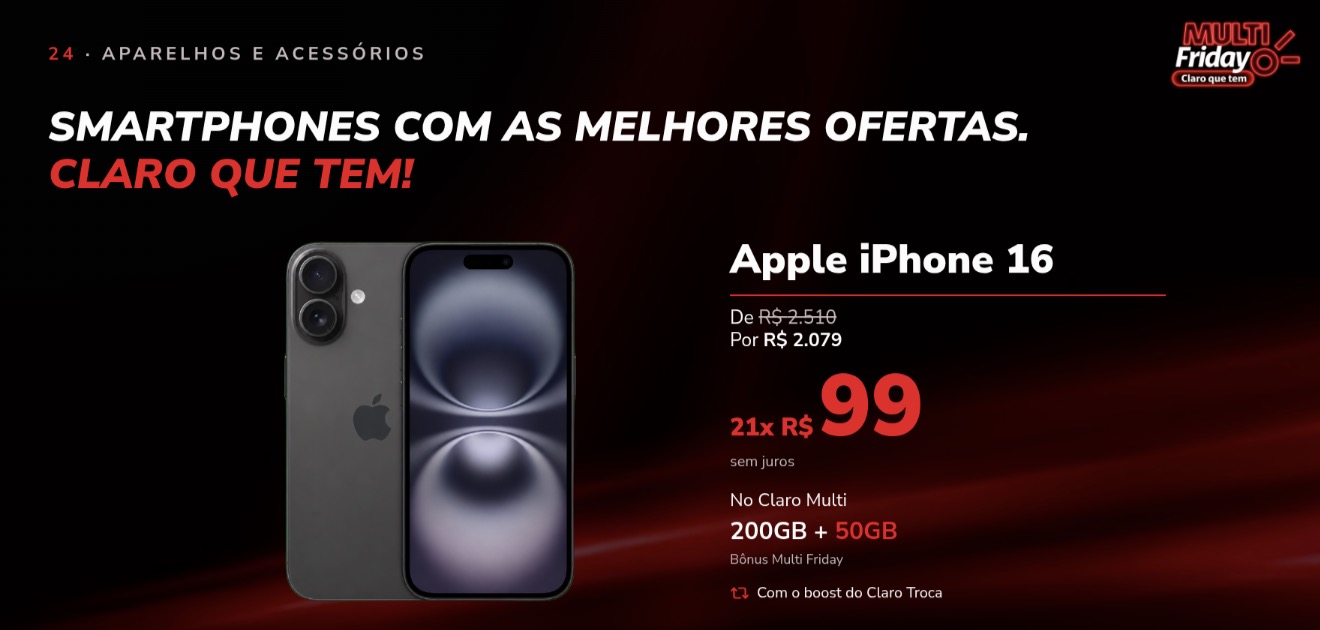 24 · APARELHOS E ACESSÓRIOS
MULTI
Friday
Claro que tem
SMARTPHONES COM AS MELHORES OFERTAS.
CLARO QUE TEM!
Apple iPhone 16
De R$ 2.510
Por R$ 2.079
21x R$ 99
sem juros
No Claro Multi
200GB + 50GB
Bônus Multi Friday
Com o boost do Claro Troca